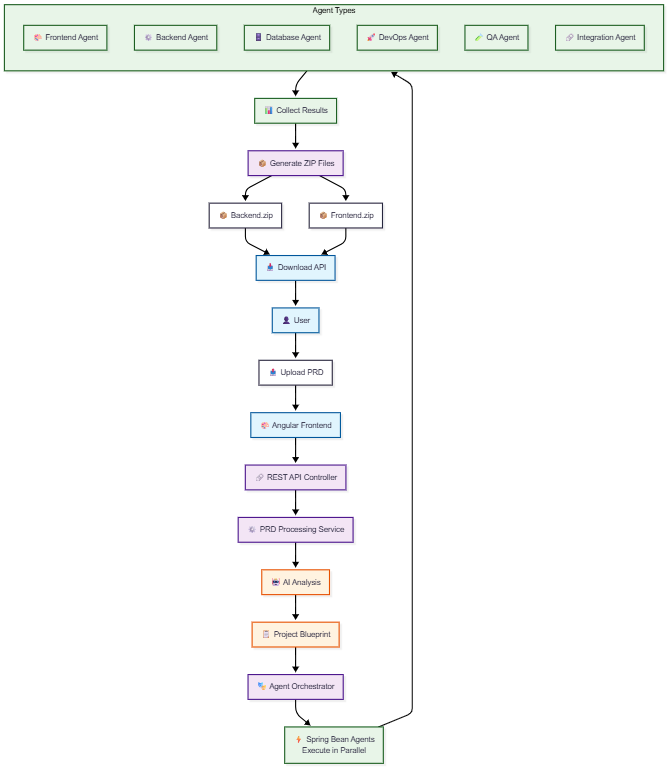 Agent Types
Frontend Agent
Backend Agent
Database Agent
DevOps Agent
QA Agent
Integration Agent
Collect Results
Generate ZIP Files
Backend.zip
Frontend.zip
Download API
User
Upload PRD
Angular Frontend
REST API Controller
PRD Processing Service
AI Analysis
Project Blueprint
Agent Orchestrator
Spring Bean Agents
Execute in Parallel